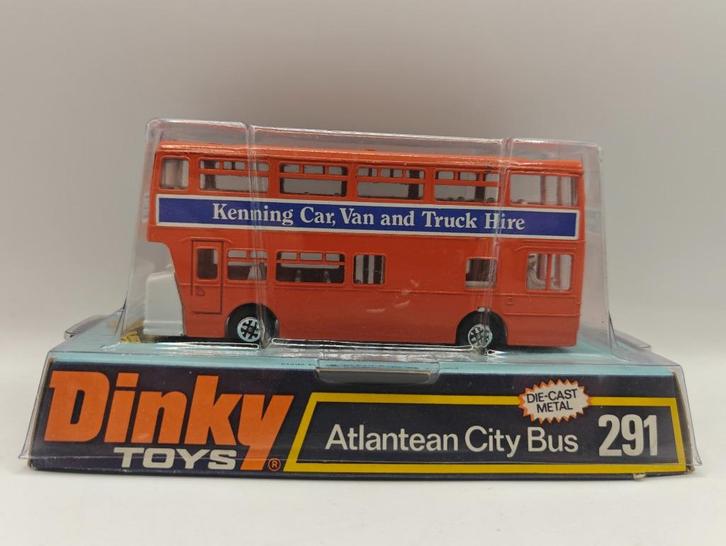 Kenning Car, Van and Truck Hire
Dinky
TOYS®
Atlantean City Bus
DIE-CAST
METAL
291